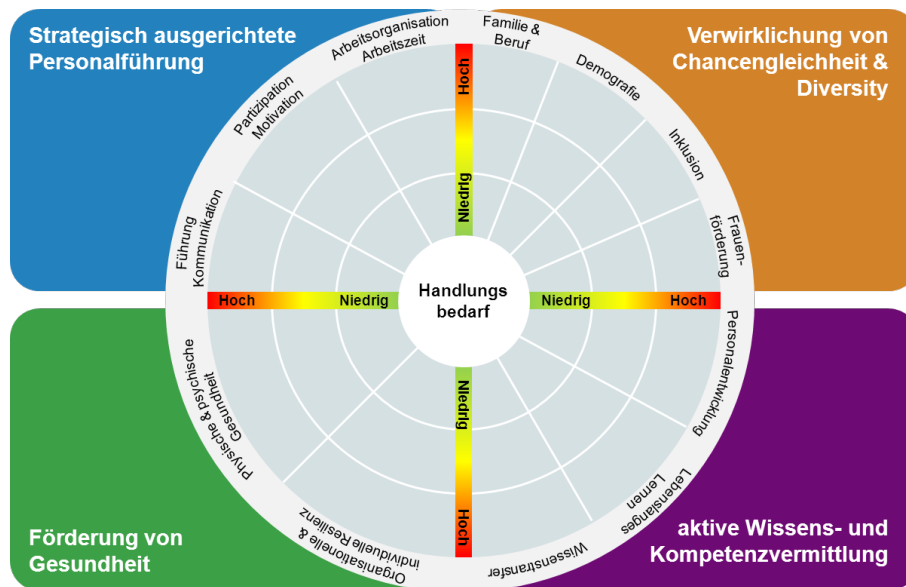 Strategisch ausgerichtete
Personalführung
Verwirklichung von
Chancengleichheit &
Diversity
Führung
Kommunikation
Partizipation
Motivation
Arbeitsorganisation
Arbeitszeit
Familie &
Beruf
Demografie
Inklusion
Frauen-
förderung
Hoch
Niedrig
Hoch
Niedrig
Handlungs
bedarf
Niedrig
Hoch
Niedrig
Hoch
Physische & psychische
Gesundheit
Organisationelle &
individuelle Resilienz
Wissenstransfer
Lebenslanges
Lernen
Personalentwicklung
Förderung von
Gesundheit
aktive Wissens- und
Kompetenzvermittlung